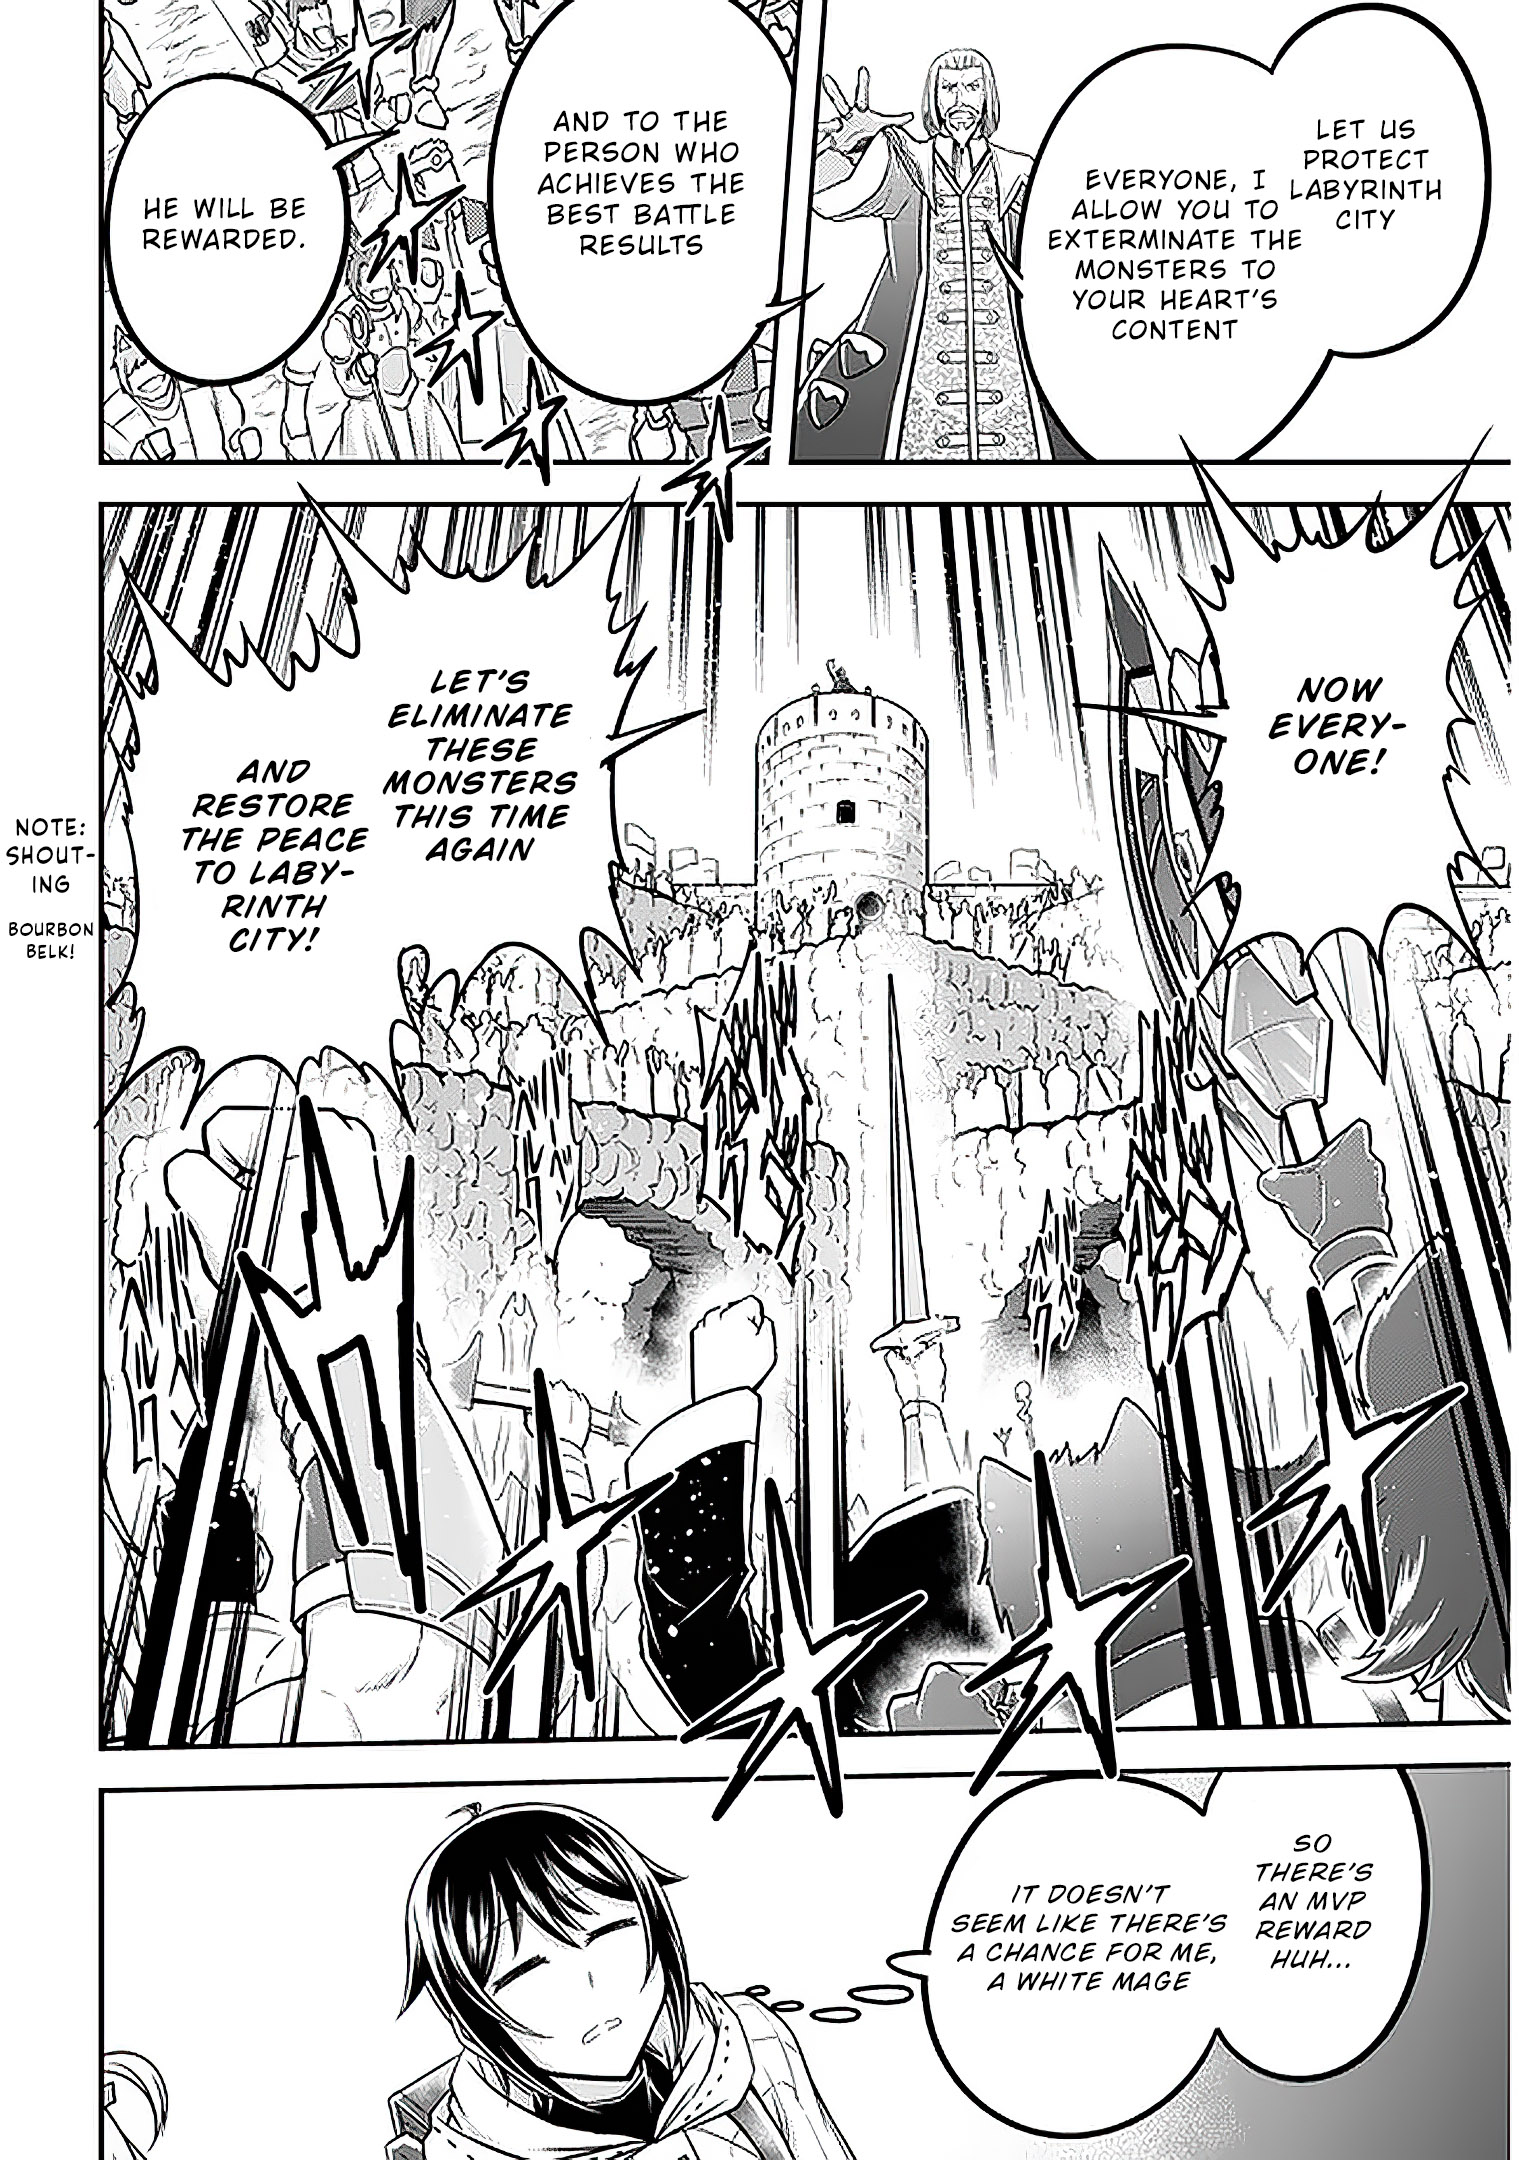 LET US
PROTECT
LABYRINTH
CITY
EVERYONE, I
ALLOW YOU TO
EXTERMINATE THE
MONSTERS TO
YOUR HEART'S
CONTENT
AND TO THE
PERSON WHO
ACHIEVES THE
BEST BATTLE
RESULTS
HE WILL BE
REWARDED.
NOW
EVERY-
ONE!
LET'S
ELIMINATE
THESE
MONSTERS
THIS TIME
AGAIN
AND
RESTORE
THE PEACE
TO LABY-
RINTH
CITY!
NOTE:
SHOUT-
ING
BOURBON
BELK!
SO
THERE'S
AN MVP
REWARD
HUH...
IT DOESN'T
SEEM LIKE THERE'S
A CHANCE FOR ME,
A WHITE MAGE